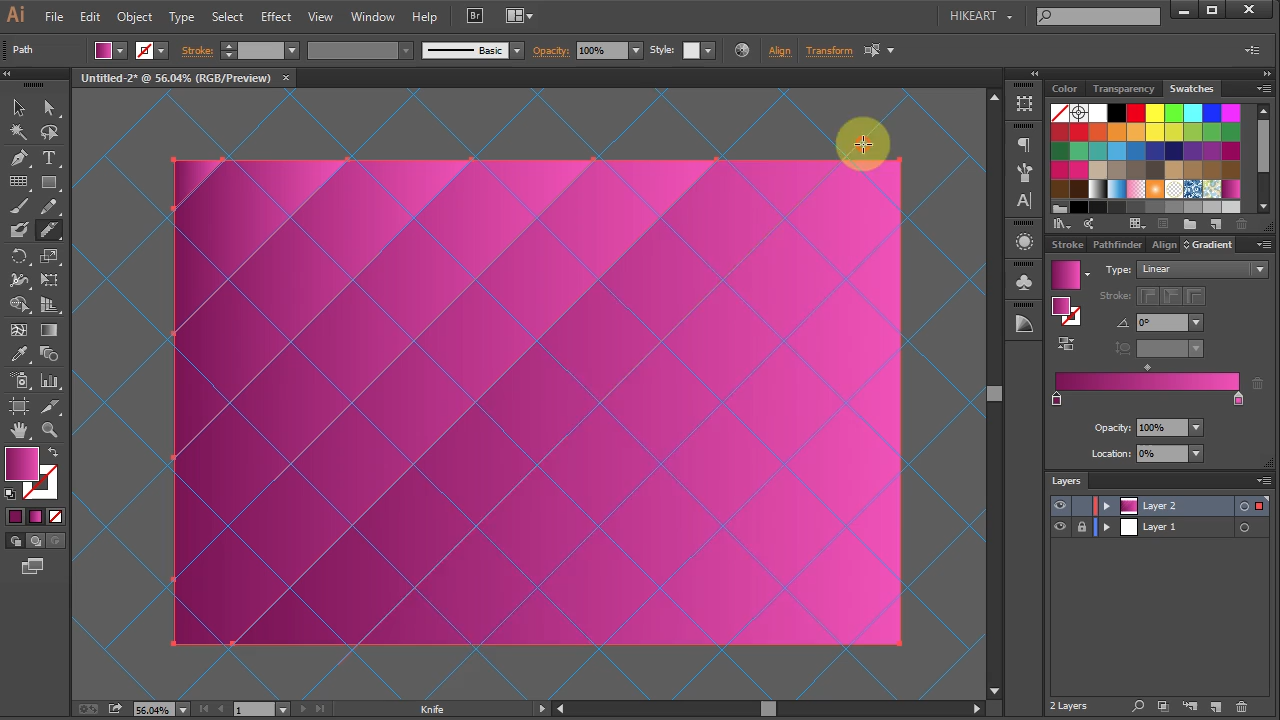 Ai File Edit Object Type Select Effect View Window Help Br HIKEART
Path Stroke: Basic Opacity: 100% Style: Align Transform
Untitled-2* @ 56.04% (RGB/Preview) ×
Color Transparency Swatches
Stroke Pathfinder Align Gradient
Type: Linear
Stroke:
0°
Opacity: 100%
Location: 0%
Layers
Layer 2
Layer 1
2 Layers
56.04% 1 Knife